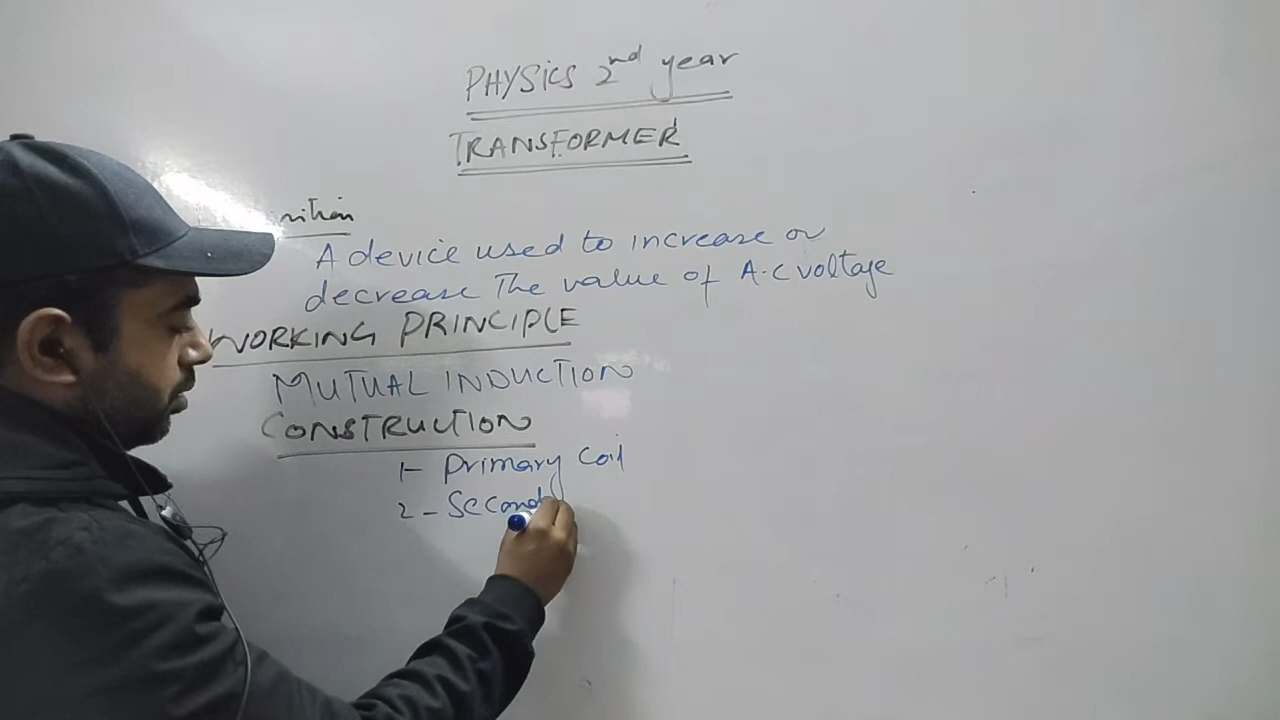 PHYSICS 2nd year
TRANSFORMER
A device used to increase or
decrease The value of A.C voltage
WORKING PRINCIPLE
MUTUAL INDUCTION
CONSTRUCTION
1- Primary Coil
2- Second